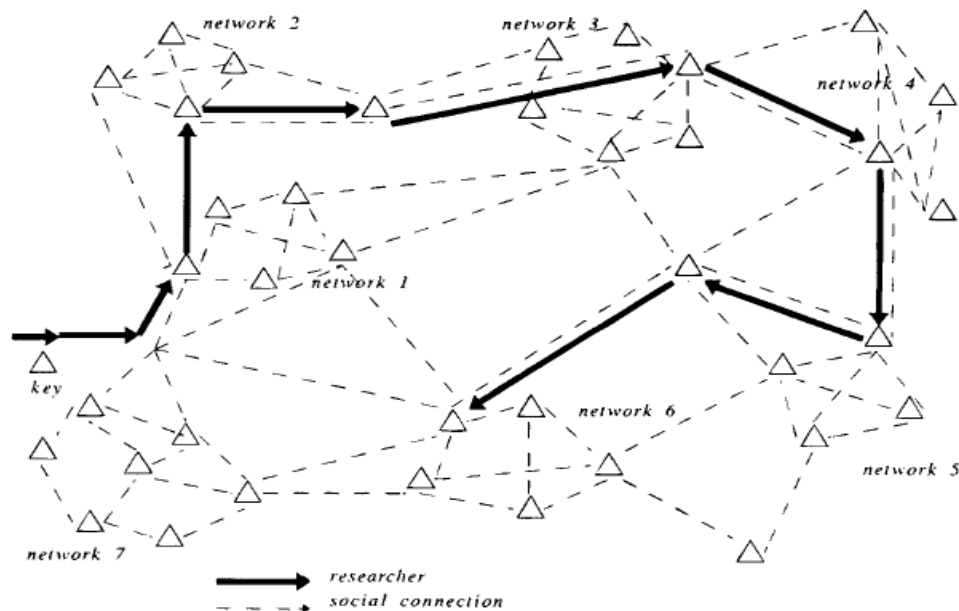 network 2
network 3
network 4
network 1
key
network 6
network 5
network 7
researcher
social connection